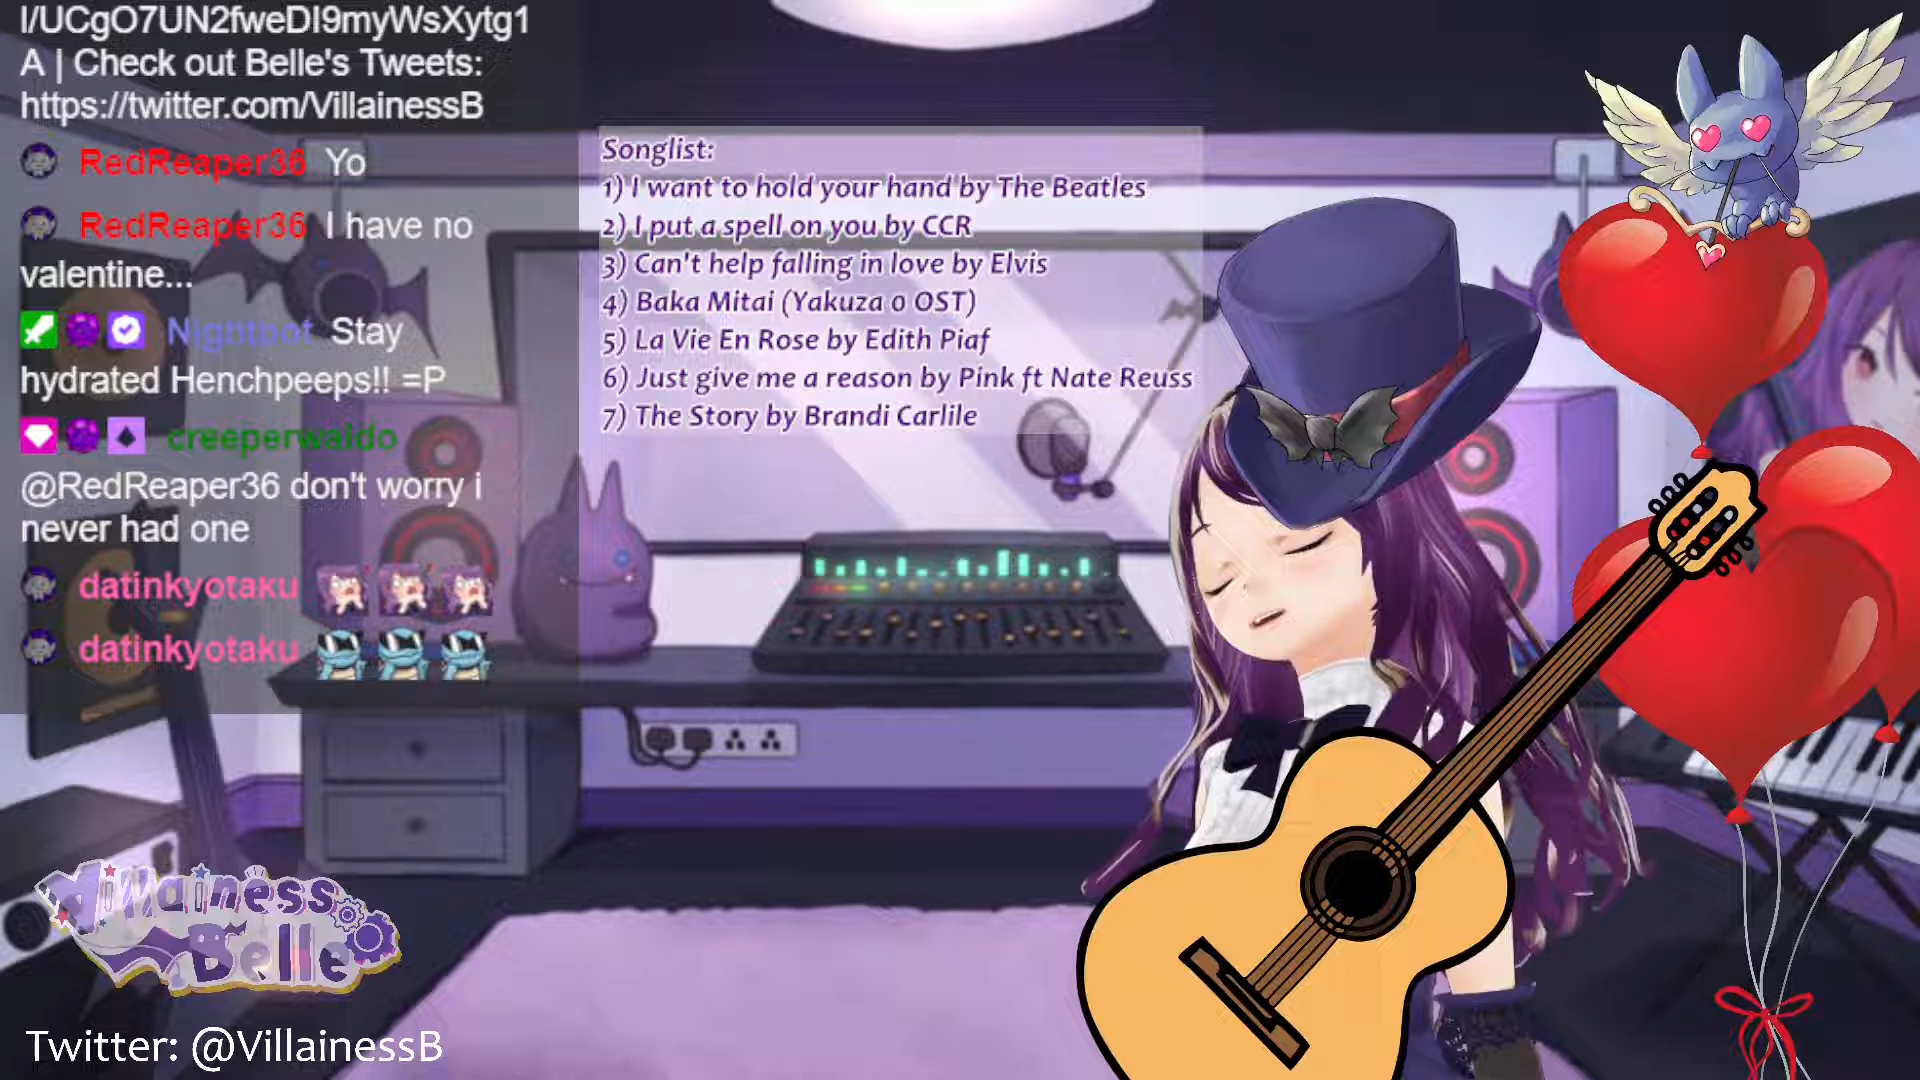 l/UCgO7UN2fweDI9myWsXytg1
A | Check out Belle's Tweets:
https://twitter.com/VillainessB
RedReaper36 Yo
RedReaper36 I have no
valentine...
Nightbot Stay
hydrated Henchpeeps!! =P
creeperwaldo
@RedReaper36 don't worry i
never had one
datinkyotaku
datinkyotaku
Songlist:
1) I want to hold your hand by The Beatles
2) I put a spell on you by CCR
3) Can't help falling in love by Elvis
4) Baka Mitai (Yakuza 0 OST)
5) La Vie En Rose by Edith Piaf
6) Just give me a reason by Pink ft Nate Reuss
7) The Story by Brandi Carlile
Villainess
Belle
Twitter: @VillainessB